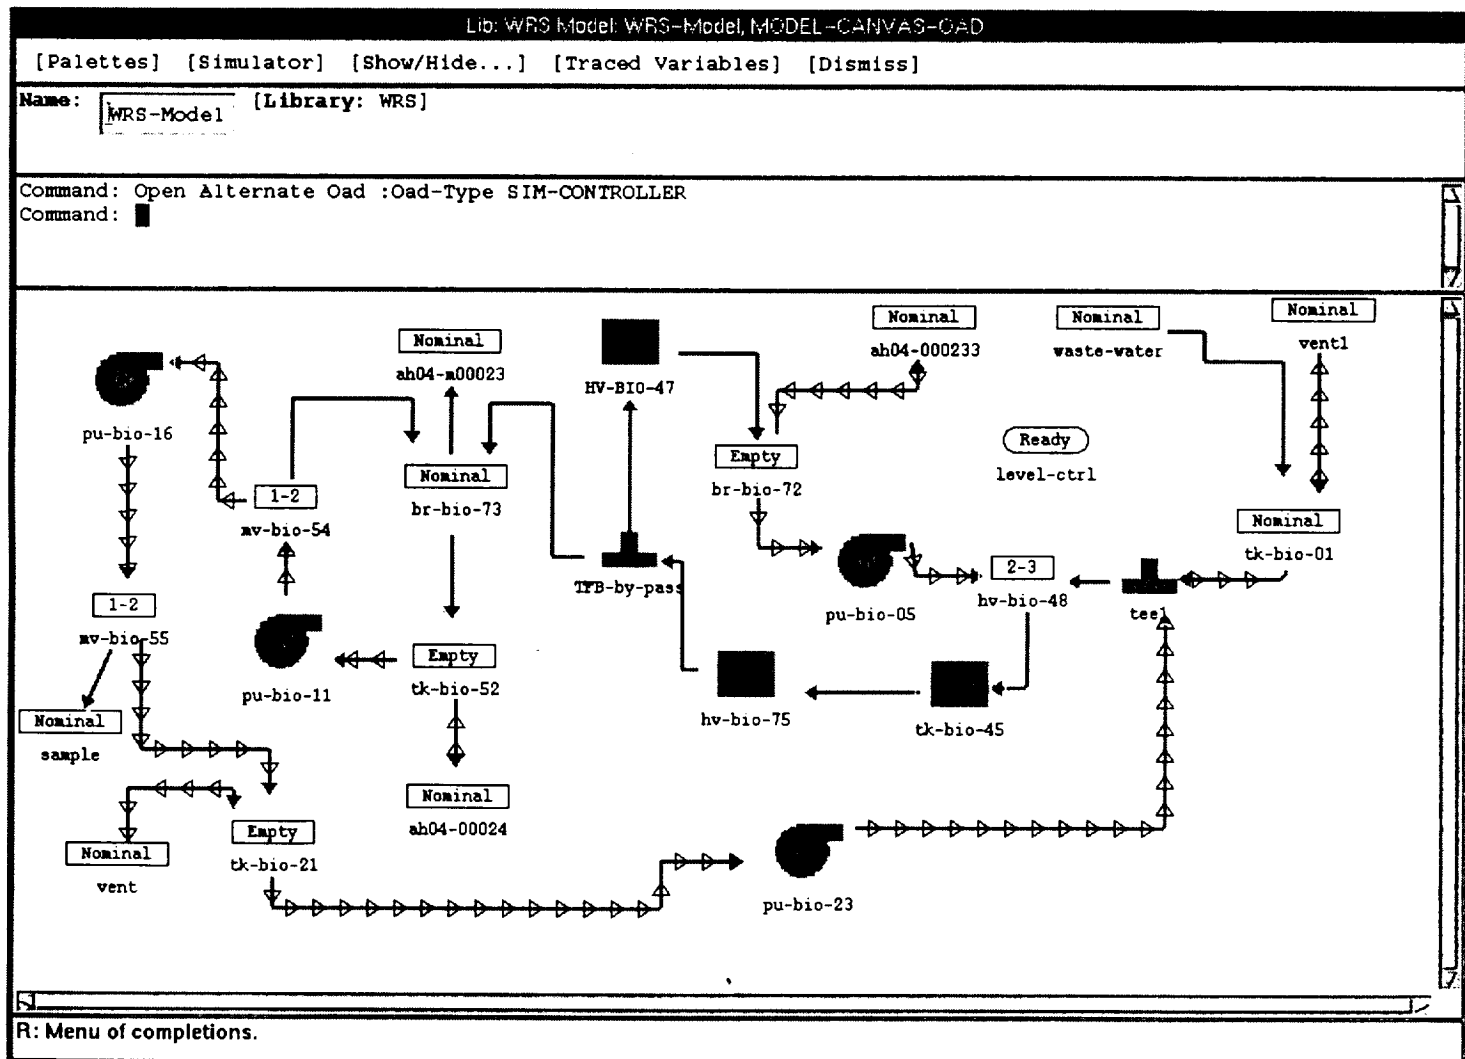 Lib: WRS Model: WRS-Model, MODEL-CANVAS-OAD
[Palettes] [Simulator] [Show/Hide...] [Traced Variables] [Dismiss]
Name: WRS-Model [Library: WRS]
Command: Open Alternate Oad :Oad-Type SIM-CONTROLLER
Command:
Nominal
ah04-m00023
HV-BIO-47
Nominal
ah04-000233
Nominal
waste-water
Nominal
vent1
pu-bio-16
1-2
mv-bio-54
Nominal
br-bio-73
Empty
br-bio-72
Ready
level-ctrl
Nominal
tk-bio-01
TFB-by-pass
pu-bio-05
2-3
hv-bio-48
tee1
1-2
mv-bio-55
pu-bio-11
Empty
tk-bio-52
hv-bio-75
tk-bio-45
Nominal
sample
Nominal
ah04-00024
Nominal
vent
Empty
tk-bio-21
pu-bio-23
R: Menu of completions.